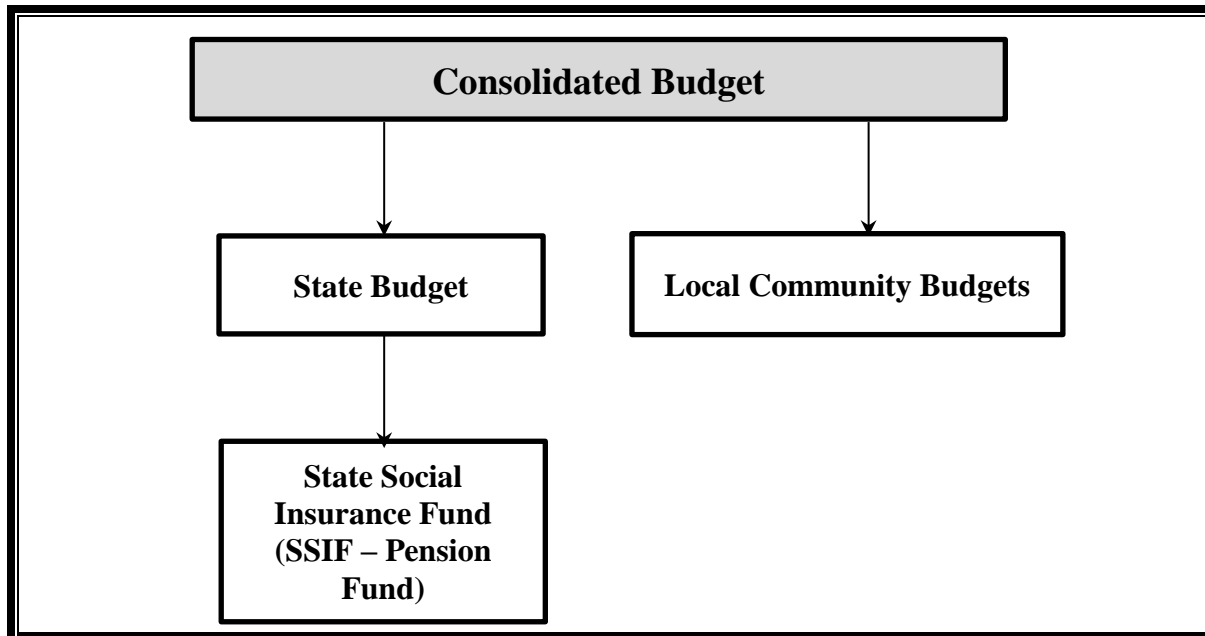 Consolidated Budget
State Budget
Local Community Budgets
State Social
Insurance Fund
(SSIF – Pension
Fund)